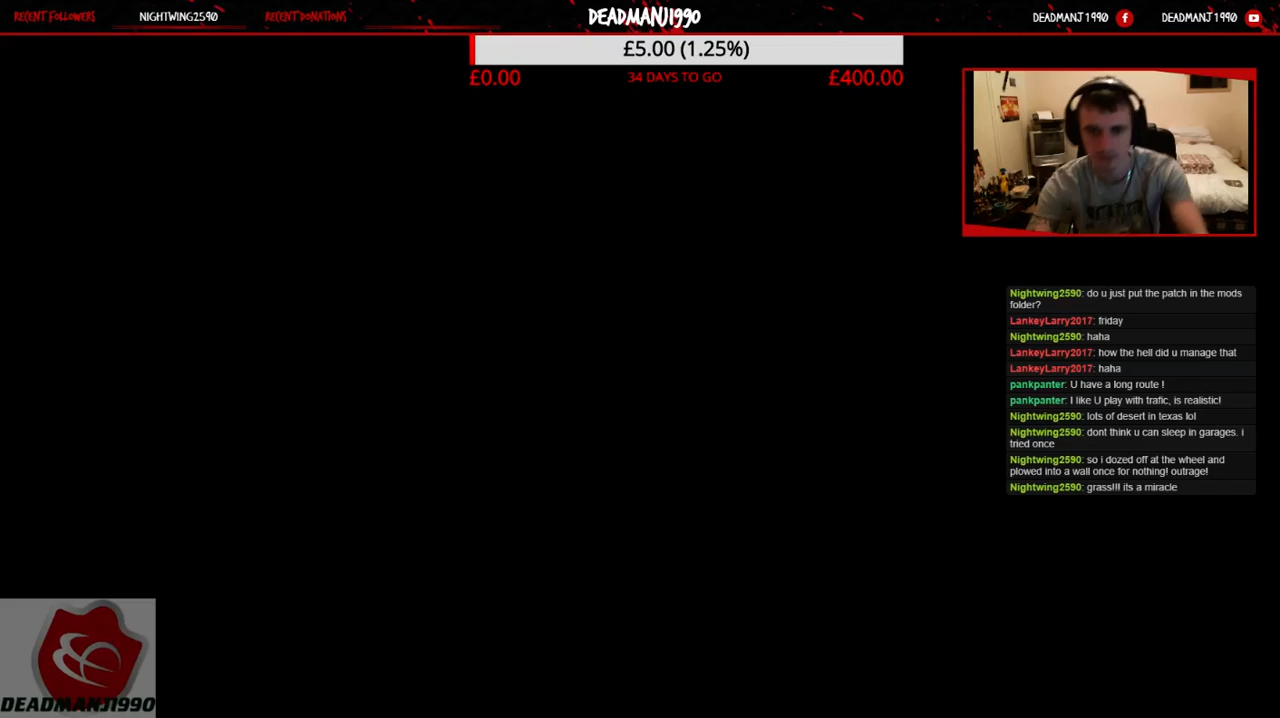 RECENT FOLLOWERS
NIGHTWING2590
RECENT DONATIONS
DEADMANJ1990
DEADMANJ1990
DEADMANJ1990
£5.00 (1.25%)
£0.00
34 DAYS TO GO
£400.00
Nightwing2590: do u just put the patch in the mods
folder?
LankeyLarry2017: friday
Nightwing2590: haha
LankeyLarry2017: how the hell did u manage that
LankeyLarry2017: haha
pankpanter: U have a long route !
pankpanter: I like U play with trafic, is realistic!
Nightwing2590: lots of desert in texas lol
Nightwing2590: dont think u can sleep in garages. i
tried once
Nightwing2590: so i dozed off at the wheel and
plowed into a wall once for nothing! outrage!
Nightwing2590: grass!!! its a miracle
DEADMANJ1990